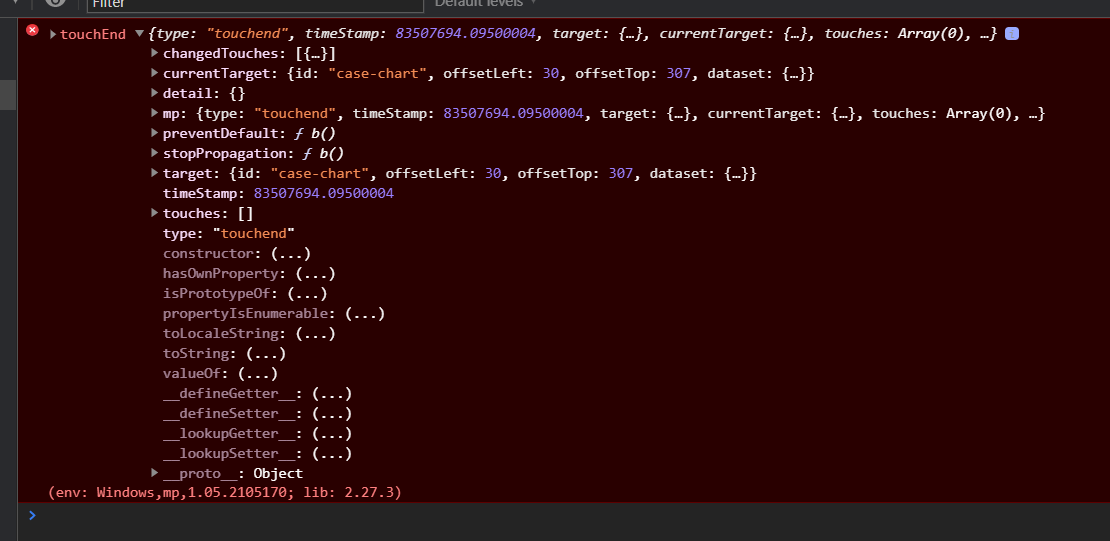 Filter Default levels
touchEnd {type: "touchend", timeStamp: 83507694.09500004, target: {…}, currentTarget: {…}, touches: Array(0), …} i
changedTouches: [{…}]
currentTarget: {id: "case-chart", offsetLeft: 30, offsetTop: 307, dataset: {…}}
detail: {}
mp: {type: "touchend", timeStamp: 83507694.09500004, target: {…}, currentTarget: {…}, touches: Array(0), …}
preventDefault: ƒ b()
stopPropagation: ƒ b()
target: {id: "case-chart", offsetLeft: 30, offsetTop: 307, dataset: {…}}
timeStamp: 83507694.09500004
touches: []
type: "touchend"
constructor: (...)
hasOwnProperty: (...)
isPrototypeOf: (...)
propertyIsEnumerable: (...)
toLocaleString: (...)
toString: (...)
valueOf: (...)
__defineGetter__: (...)
__defineSetter__: (...)
__lookupGetter__: (...)
__lookupSetter__: (...)
__proto__: Object
(env: Windows,mp,1.05.2105170; lib: 2.27.3)